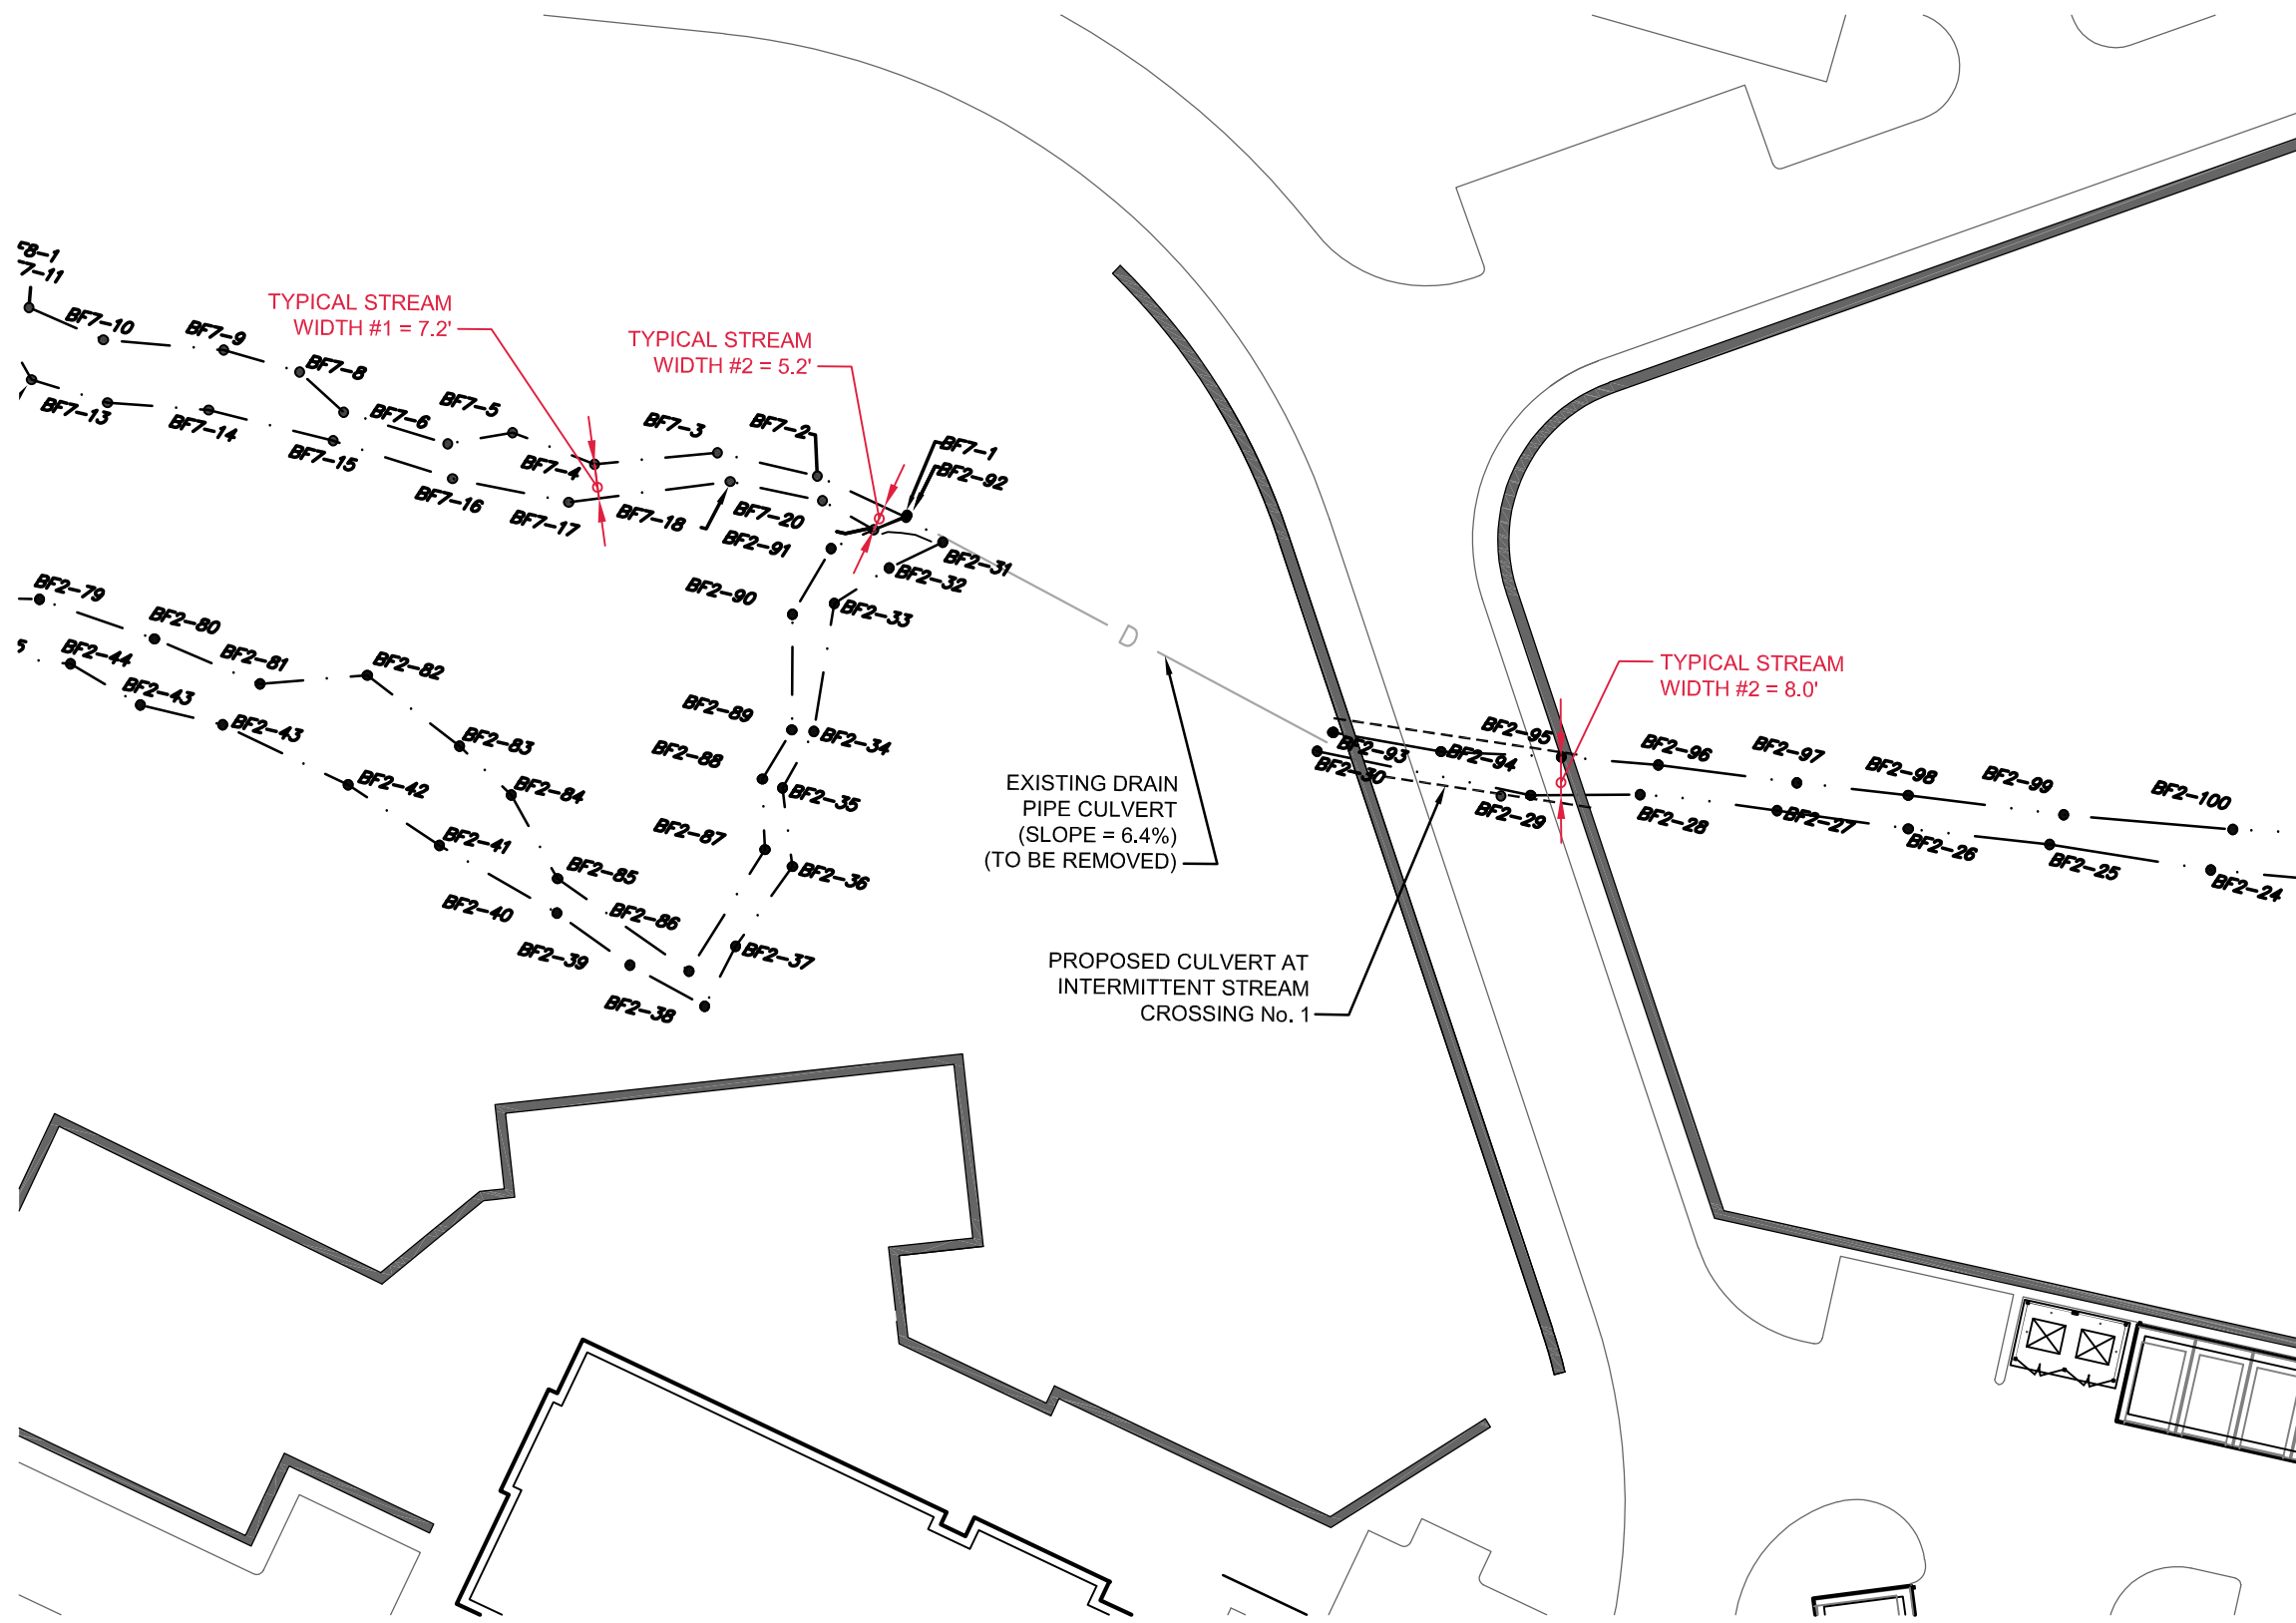 7-11
BF7-10
BF7-9
BF7-8
BF7-13
BF7-14
BF7-15
BF7-6
BF7-5
BF7-16
BF7-4
BF7-17
BF7-3
BF7-18
BF7-2
BF7-20
BF7-1
BF2-92
TYPICAL STREAM
WIDTH #1 = 7.2'
TYPICAL STREAM
WIDTH #2 = 5.2'
BF2-91
BF2-90
BF2-31
BF2-32
BF2-33
BF2-79
BF2-80
BF2-81
BF2-82
BF2-44
BF2-43
BF2-43
BF2-83
BF2-84
BF2-42
BF2-41
BF2-85
BF2-40
BF2-86
BF2-39
BF2-38
BF2-89
BF2-34
BF2-88
BF2-35
BF2-87
BF2-36
BF2-37
D
EXISTING DRAIN
PIPE CULVERT
(SLOPE = 6.4%)
(TO BE REMOVED)
PROPOSED CULVERT AT
INTERMITTENT STREAM
CROSSING No. 1
TYPICAL STREAM
WIDTH #2 = 8.0'
BF2-93
BF2-30
BF2-94
BF2-95
BF2-29
BF2-96
BF2-28
BF2-97
BF2-27
BF2-98
BF2-26
BF2-99
BF2-25
BF2-100
BF2-24